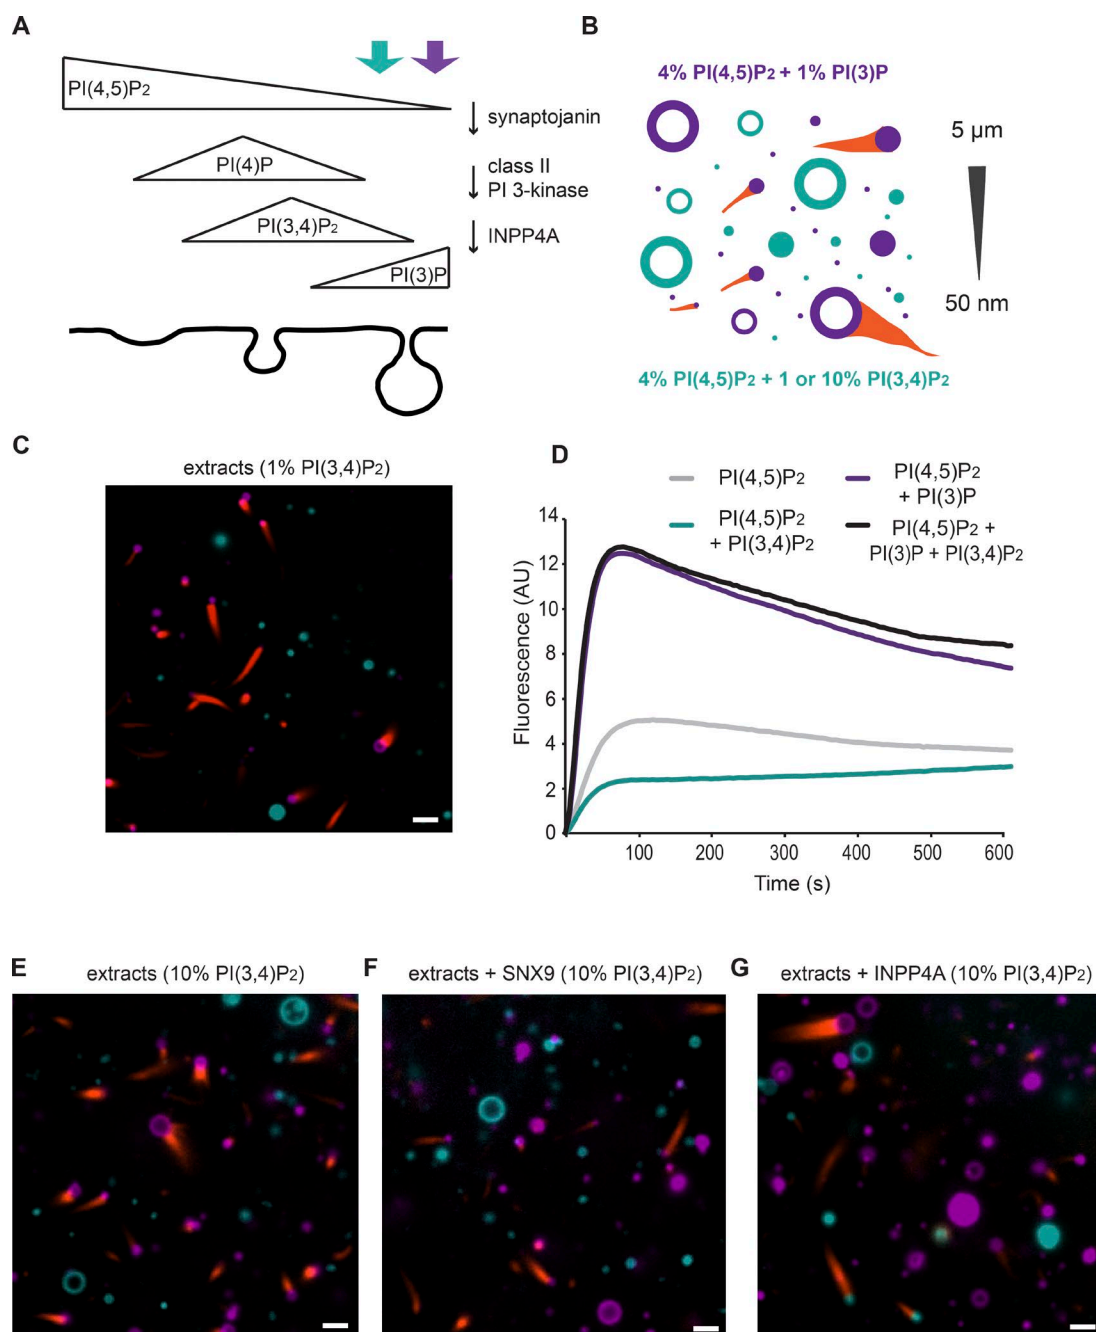 A
PI(4,5)P2
synaptojanin
PI(4)P
class II
PI 3-kinase
PI(3,4)P2
INPP4A
PI(3)P
B
4% PI(4,5)P2 + 1% PI(3)P
5 µm
50 nm
4% PI(4,5)P2 + 1 or 10% PI(3,4)P2
C
extracts (1% PI(3,4)P2)
D
PI(4,5)P2
PI(4,5)P2
+ PI(3)P
PI(4,5)P2
+ PI(3,4)P2
PI(4,5)P2 +
PI(3)P + PI(3,4)P2
Fluorescence (AU)
14
12
10
8
6
4
2
0
100
200
300
400
500
600
Time (s)
E
extracts (10% PI(3,4)P2)
F
extracts + SNX9 (10% PI(3,4)P2)
G
extracts + INPP4A (10% PI(3,4)P2)